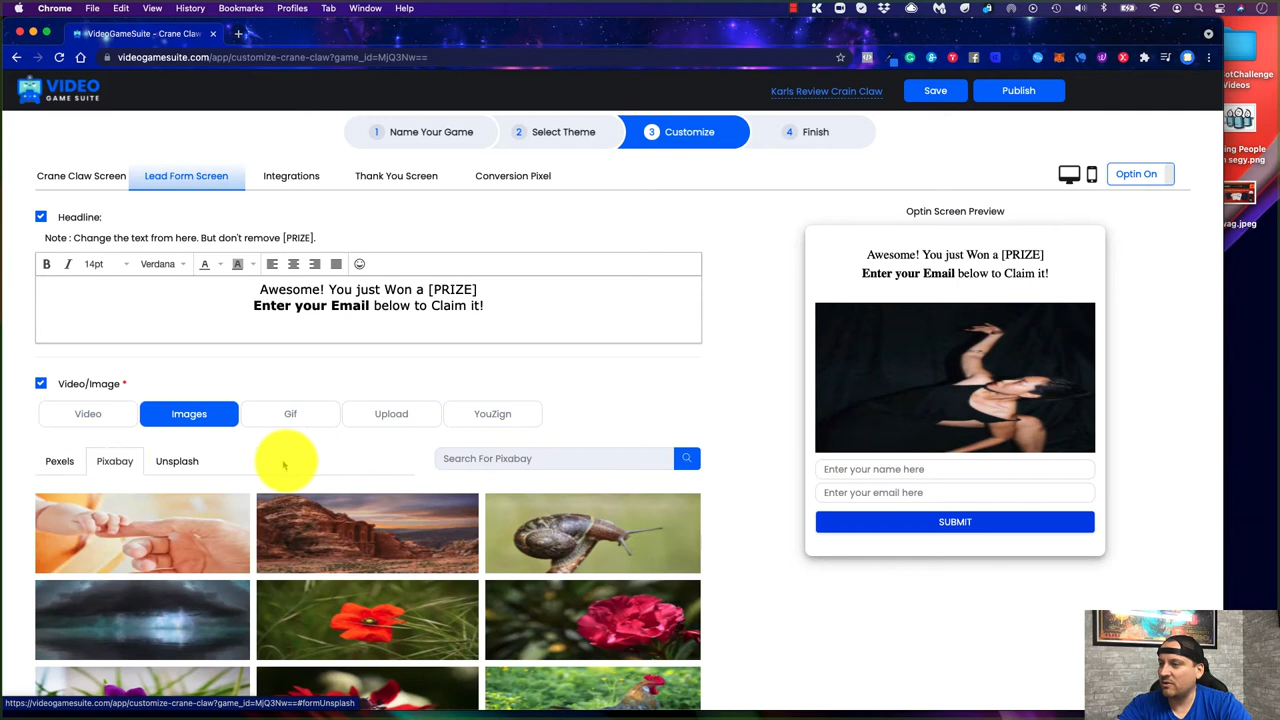 Chrome File Edit View History Bookmarks Profiles Tab Window Help
VideoGameSuite - Crane Claw
videogamesuite.com/app/customize-crane-claw?game_id=MjQ3Nw==
VIDEO
GAME SUITE
Karls Review Crain Claw
Save
Publish
1 Name Your Game
2 Select Theme
3 Customize
4 Finish
Crane Claw Screen
Lead Form Screen
Integrations
Thank You Screen
Conversion Pixel
Optin On
Headline:
Note : Change the text from here. But don't remove [PRIZE].
B I 14pt Verdana A A
Awesome! You just Won a [PRIZE]
Enter your Email below to Claim it!
Video/Image *
Video
Images
Gif
Upload
YouZign
Pexels
Pixabay
Unsplash
Search For Pixabay
Optin Screen Preview
Awesome! You just Won a [PRIZE]
Enter your Email below to Claim it!
Enter your name here
Enter your email here
SUBMIT
https://videogamesuite.com/app/customize-crane-claw?game_id=MjQ3Nw==#formUnsplash
Videos
segy.png